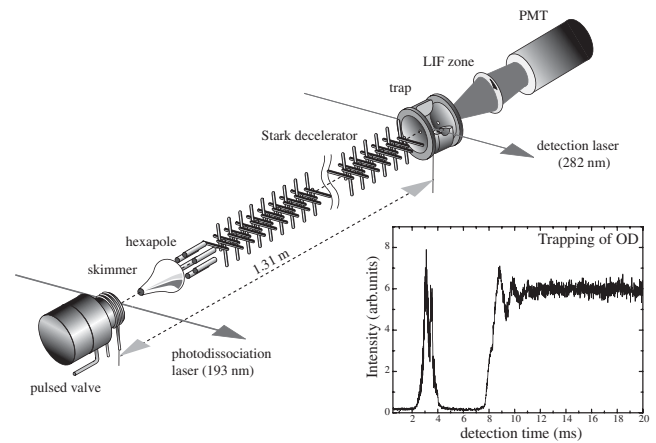 PMT
LIF zone
trap
Stark decelerator
detection laser
(282 nm)
hexapole
skimmer
1.31 m
photodissociation
laser (193 nm)
pulsed valve
Trapping of OD
Intensity (arb.units)
8
6
4
2
0
2 4 6 8 10 12 14 16 18 20
detection time (ms)